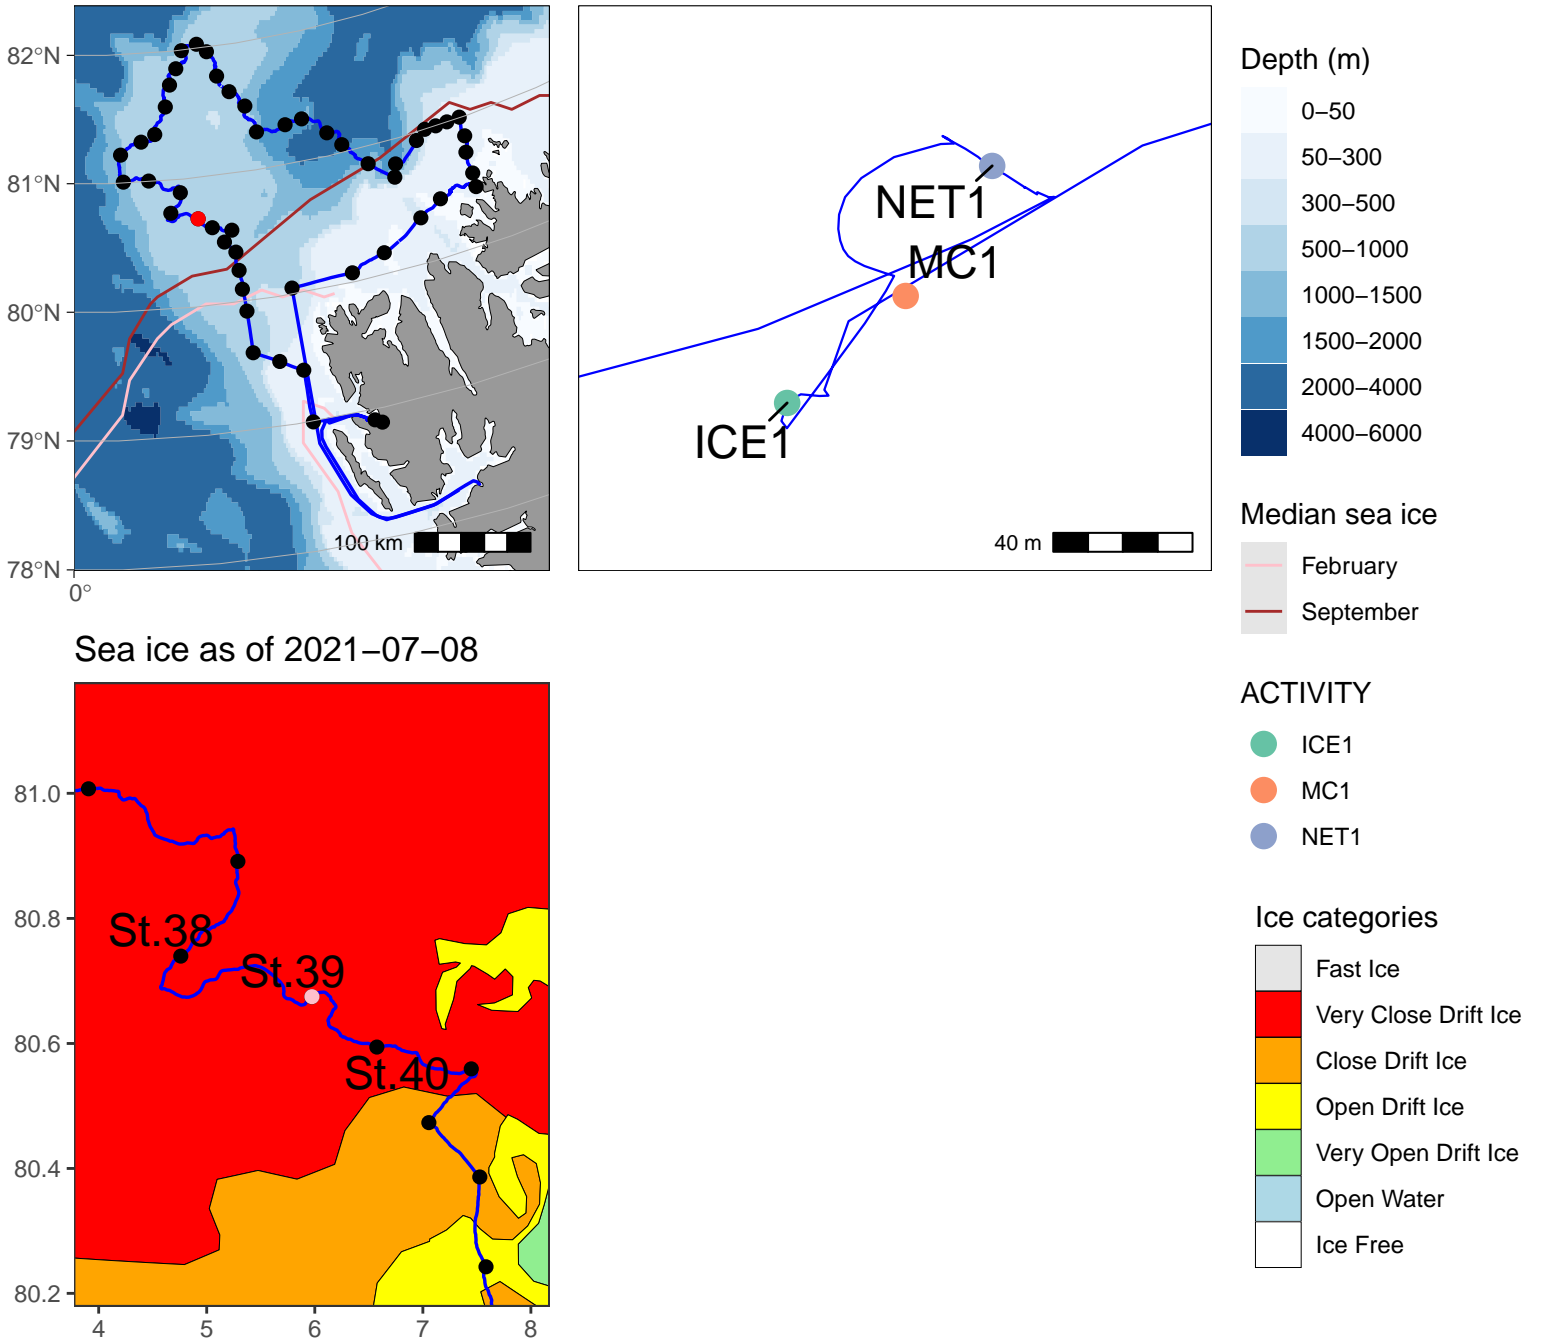 82°N
81°N
80°N
79°N
78°N
0°
100 km
NET1
MC1
ICE1
40 m
Depth (m)
0−50
50−300
300−500
500−1000
1000−1500
1500−2000
2000−4000
4000−6000
Median sea ice
February
September
ACTIVITY
ICE1
MC1
NET1
Ice categories
Fast Ice
Very Close Drift Ice
Close Drift Ice
Open Drift Ice
Very Open Drift Ice
Open Water
Ice Free
Sea ice as of 2021−07−08
81.0
80.8
80.6
80.4
80.2
St.38
St.39
St.40
4 5 6 7 8